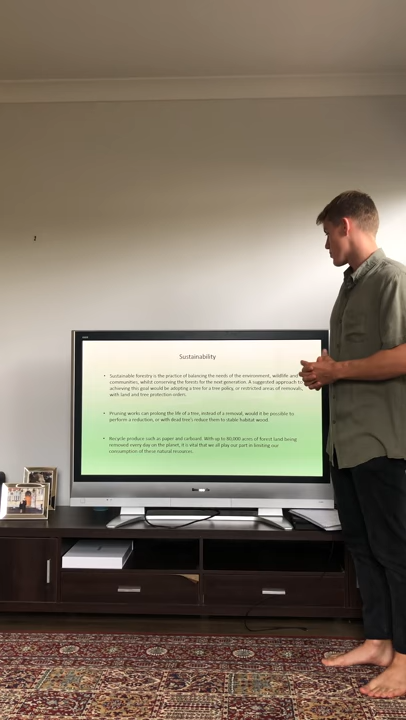 Sustainability
• Sustainable forestry is the practice of balancing the needs of the environment, wildlife and
communities, whilst conserving the forests for the next generation. A suggested approach to
achieving this goal would be adopting a tree for a tree policy, or restricted areas of removals,
with land and tree protection orders.
• Pruning works can prolong the life of a tree, instead of a removal, would it be possible to
perform a reduction, or with dead tree's reduce them to stable habitat wood.
• Recycle produce such as paper and carboard. With up to 80,000 acres of forest land being
removed every day on the planet, it is vital that we all play our part in limiting our
consumption of these natural resources.